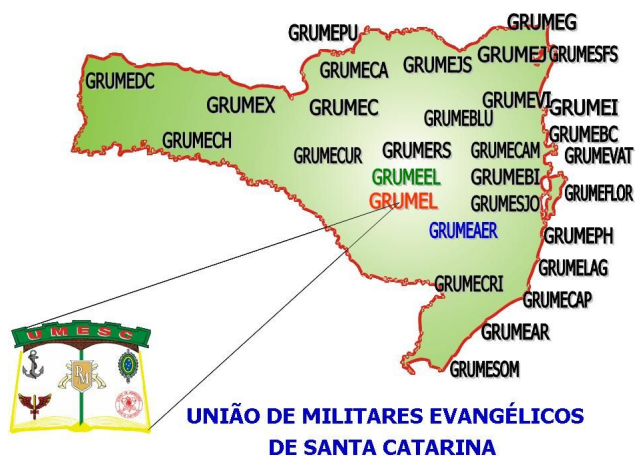 GRUMEG
GRUMEPU
GRUMEJ GRUMESFS
GRUMECA GRUMEJS
GRUMEDC
GRUMEX GRUMEC GRUMEVI GRUMEI
GRUMEBLU
GRUMEBC
GRUMECH
GRUMECUR GRUMERS GRUMECAM GRUMEVAT
GRUMEEL GRUMEBI
GRUMEFLOR
GRUMEL GRUMESJO
GRUMEAER GRUMEPH
GRUMELAG
GRUMECRI
GRUMECAP
GRUMEAR
GRUMESOM
UMESC
PM
UNIÃO DE MILITARES EVANGÉLICOS
DE SANTA CATARINA